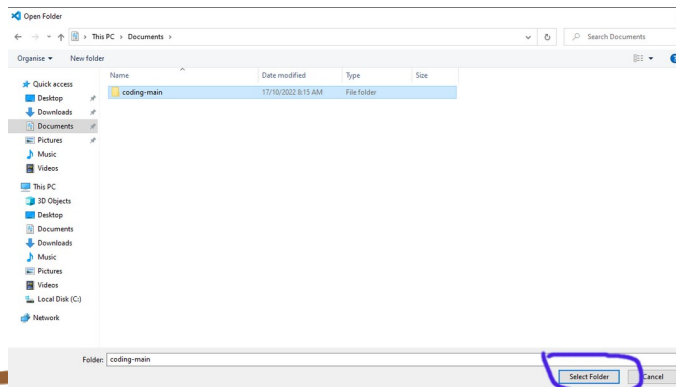 Open Folder
This PC > Documents >
Search Documents
Organise
New folder
Name
Date modified
Type
Size
Quick access
coding-main
17/10/2022 8:15 AM
File folder
Desktop
Downloads
Documents
Pictures
Music
Videos
This PC
3D Objects
Desktop
Documents
Downloads
Music
Pictures
Videos
Local Disk (C:)
Network
Folder: coding-main
Select Folder
Cancel